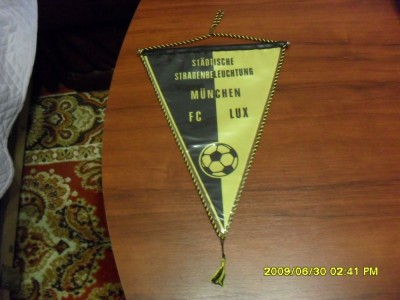 STÄDTISCHE
STRAßENBELEUCHTUNG
MÜNCHEN
FC LUX
2009/06/30 02:41 PM